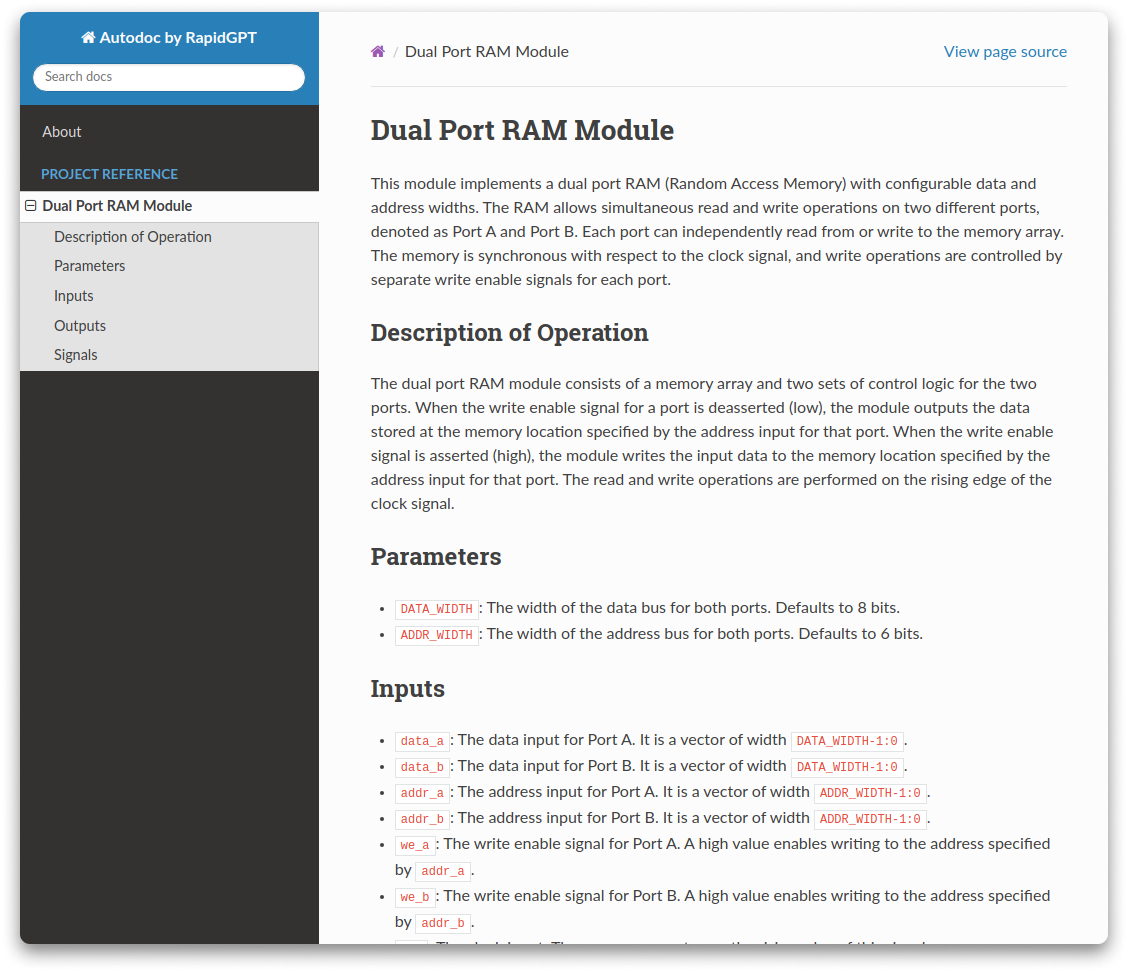 Autodoc by RapidGPT
Search docs
About
PROJECT REFERENCE
Dual Port RAM Module
Description of Operation
Parameters
Inputs
Outputs
Signals
/ Dual Port RAM Module
View page source
Dual Port RAM Module
This module implements a dual port RAM (Random Access Memory) with configurable data and
address widths. The RAM allows simultaneous read and write operations on two different ports,
denoted as Port A and Port B. Each port can independently read from or write to the memory array.
The memory is synchronous with respect to the clock signal, and write operations are controlled by
separate write enable signals for each port.
Description of Operation
The dual port RAM module consists of a memory array and two sets of control logic for the two
ports. When the write enable signal for a port is deasserted (low), the module outputs the data
stored at the memory location specified by the address input for that port. When the write enable
signal is asserted (high), the module writes the input data to the memory location specified by the
address input for that port. The read and write operations are performed on the rising edge of the
clock signal.
Parameters
• DATA_WIDTH: The width of the data bus for both ports. Defaults to 8 bits.
• ADDR_WIDTH: The width of the address bus for both ports. Defaults to 6 bits.
Inputs
• data_a: The data input for Port A. It is a vector of width DATA_WIDTH-1:0.
• data_b: The data input for Port B. It is a vector of width DATA_WIDTH-1:0.
• addr_a: The address input for Port A. It is a vector of width ADDR_WIDTH-1:0.
• addr_b: The address input for Port B. It is a vector of width ADDR_WIDTH-1:0.
• we_a: The write enable signal for Port A. A high value enables writing to the address specified
by addr_a.
• we_b: The write enable signal for Port B. A high value enables writing to the address specified
by addr_b.